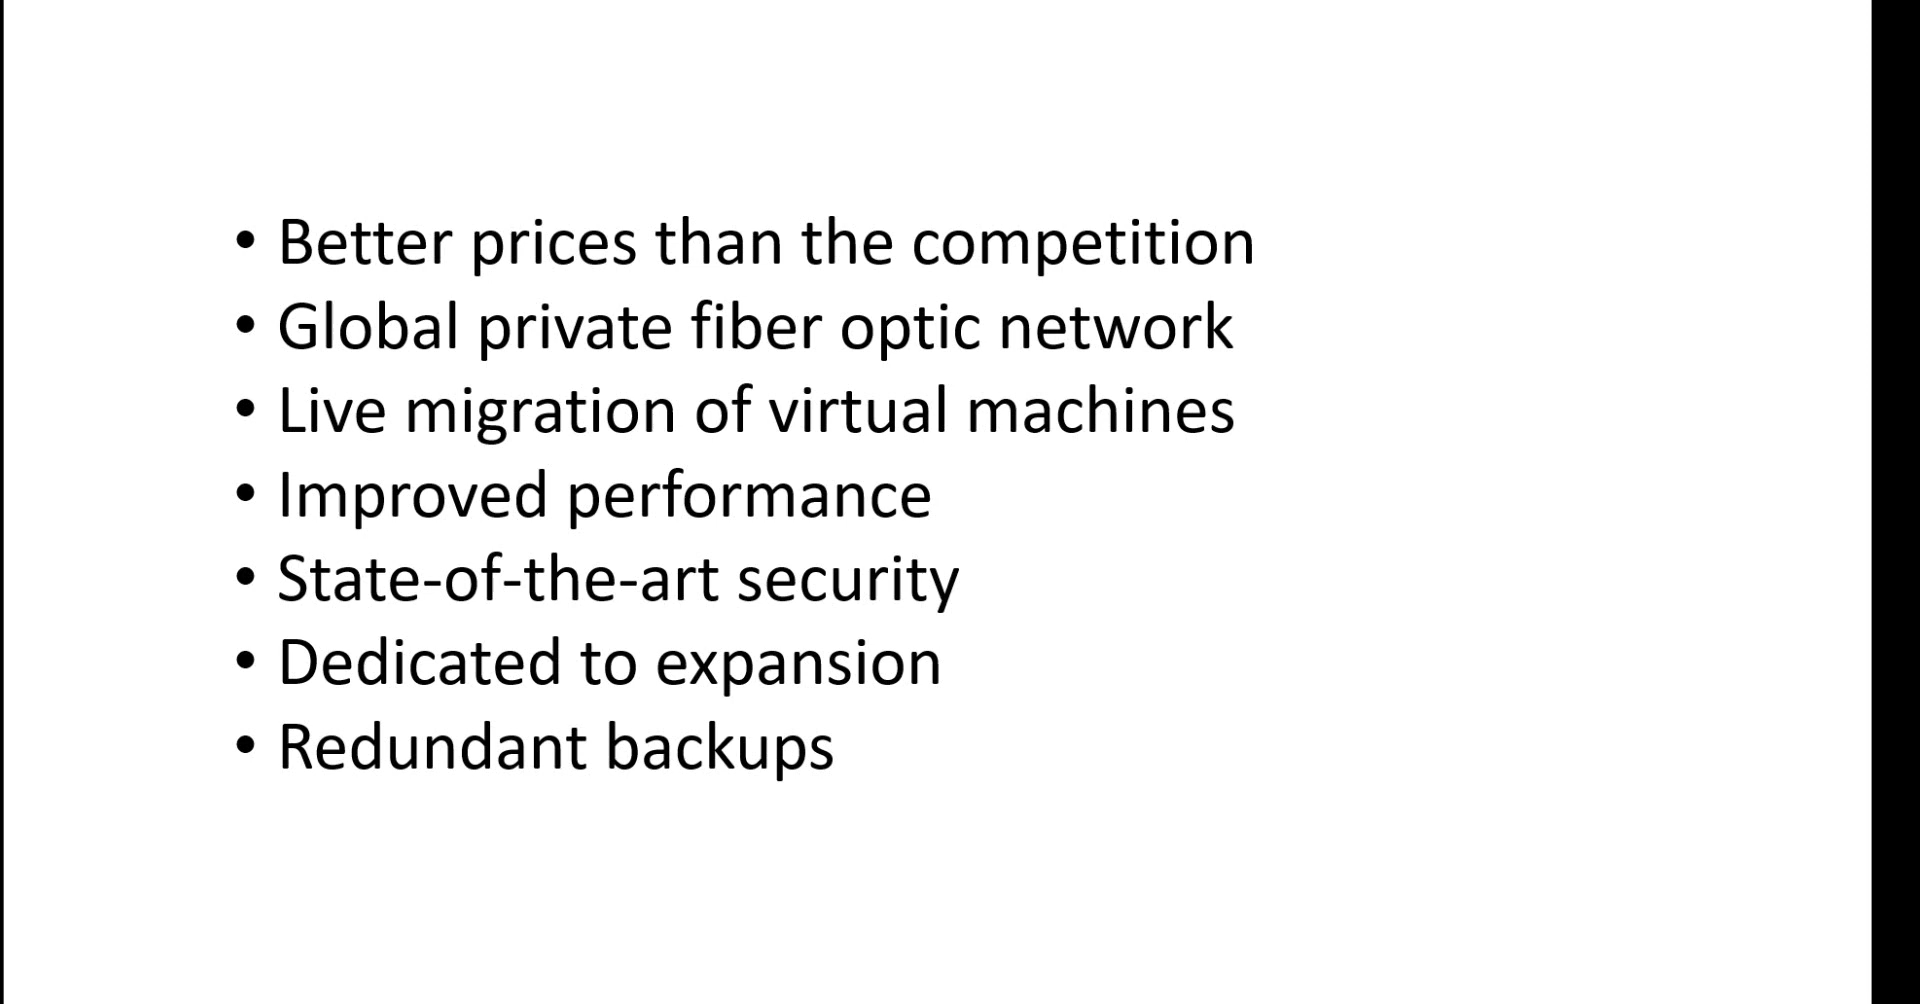 • Better prices than the competition
• Global private fiber optic network
• Live migration of virtual machines
• Improved performance
• State-of-the-art security
• Dedicated to expansion
• Redundant backups